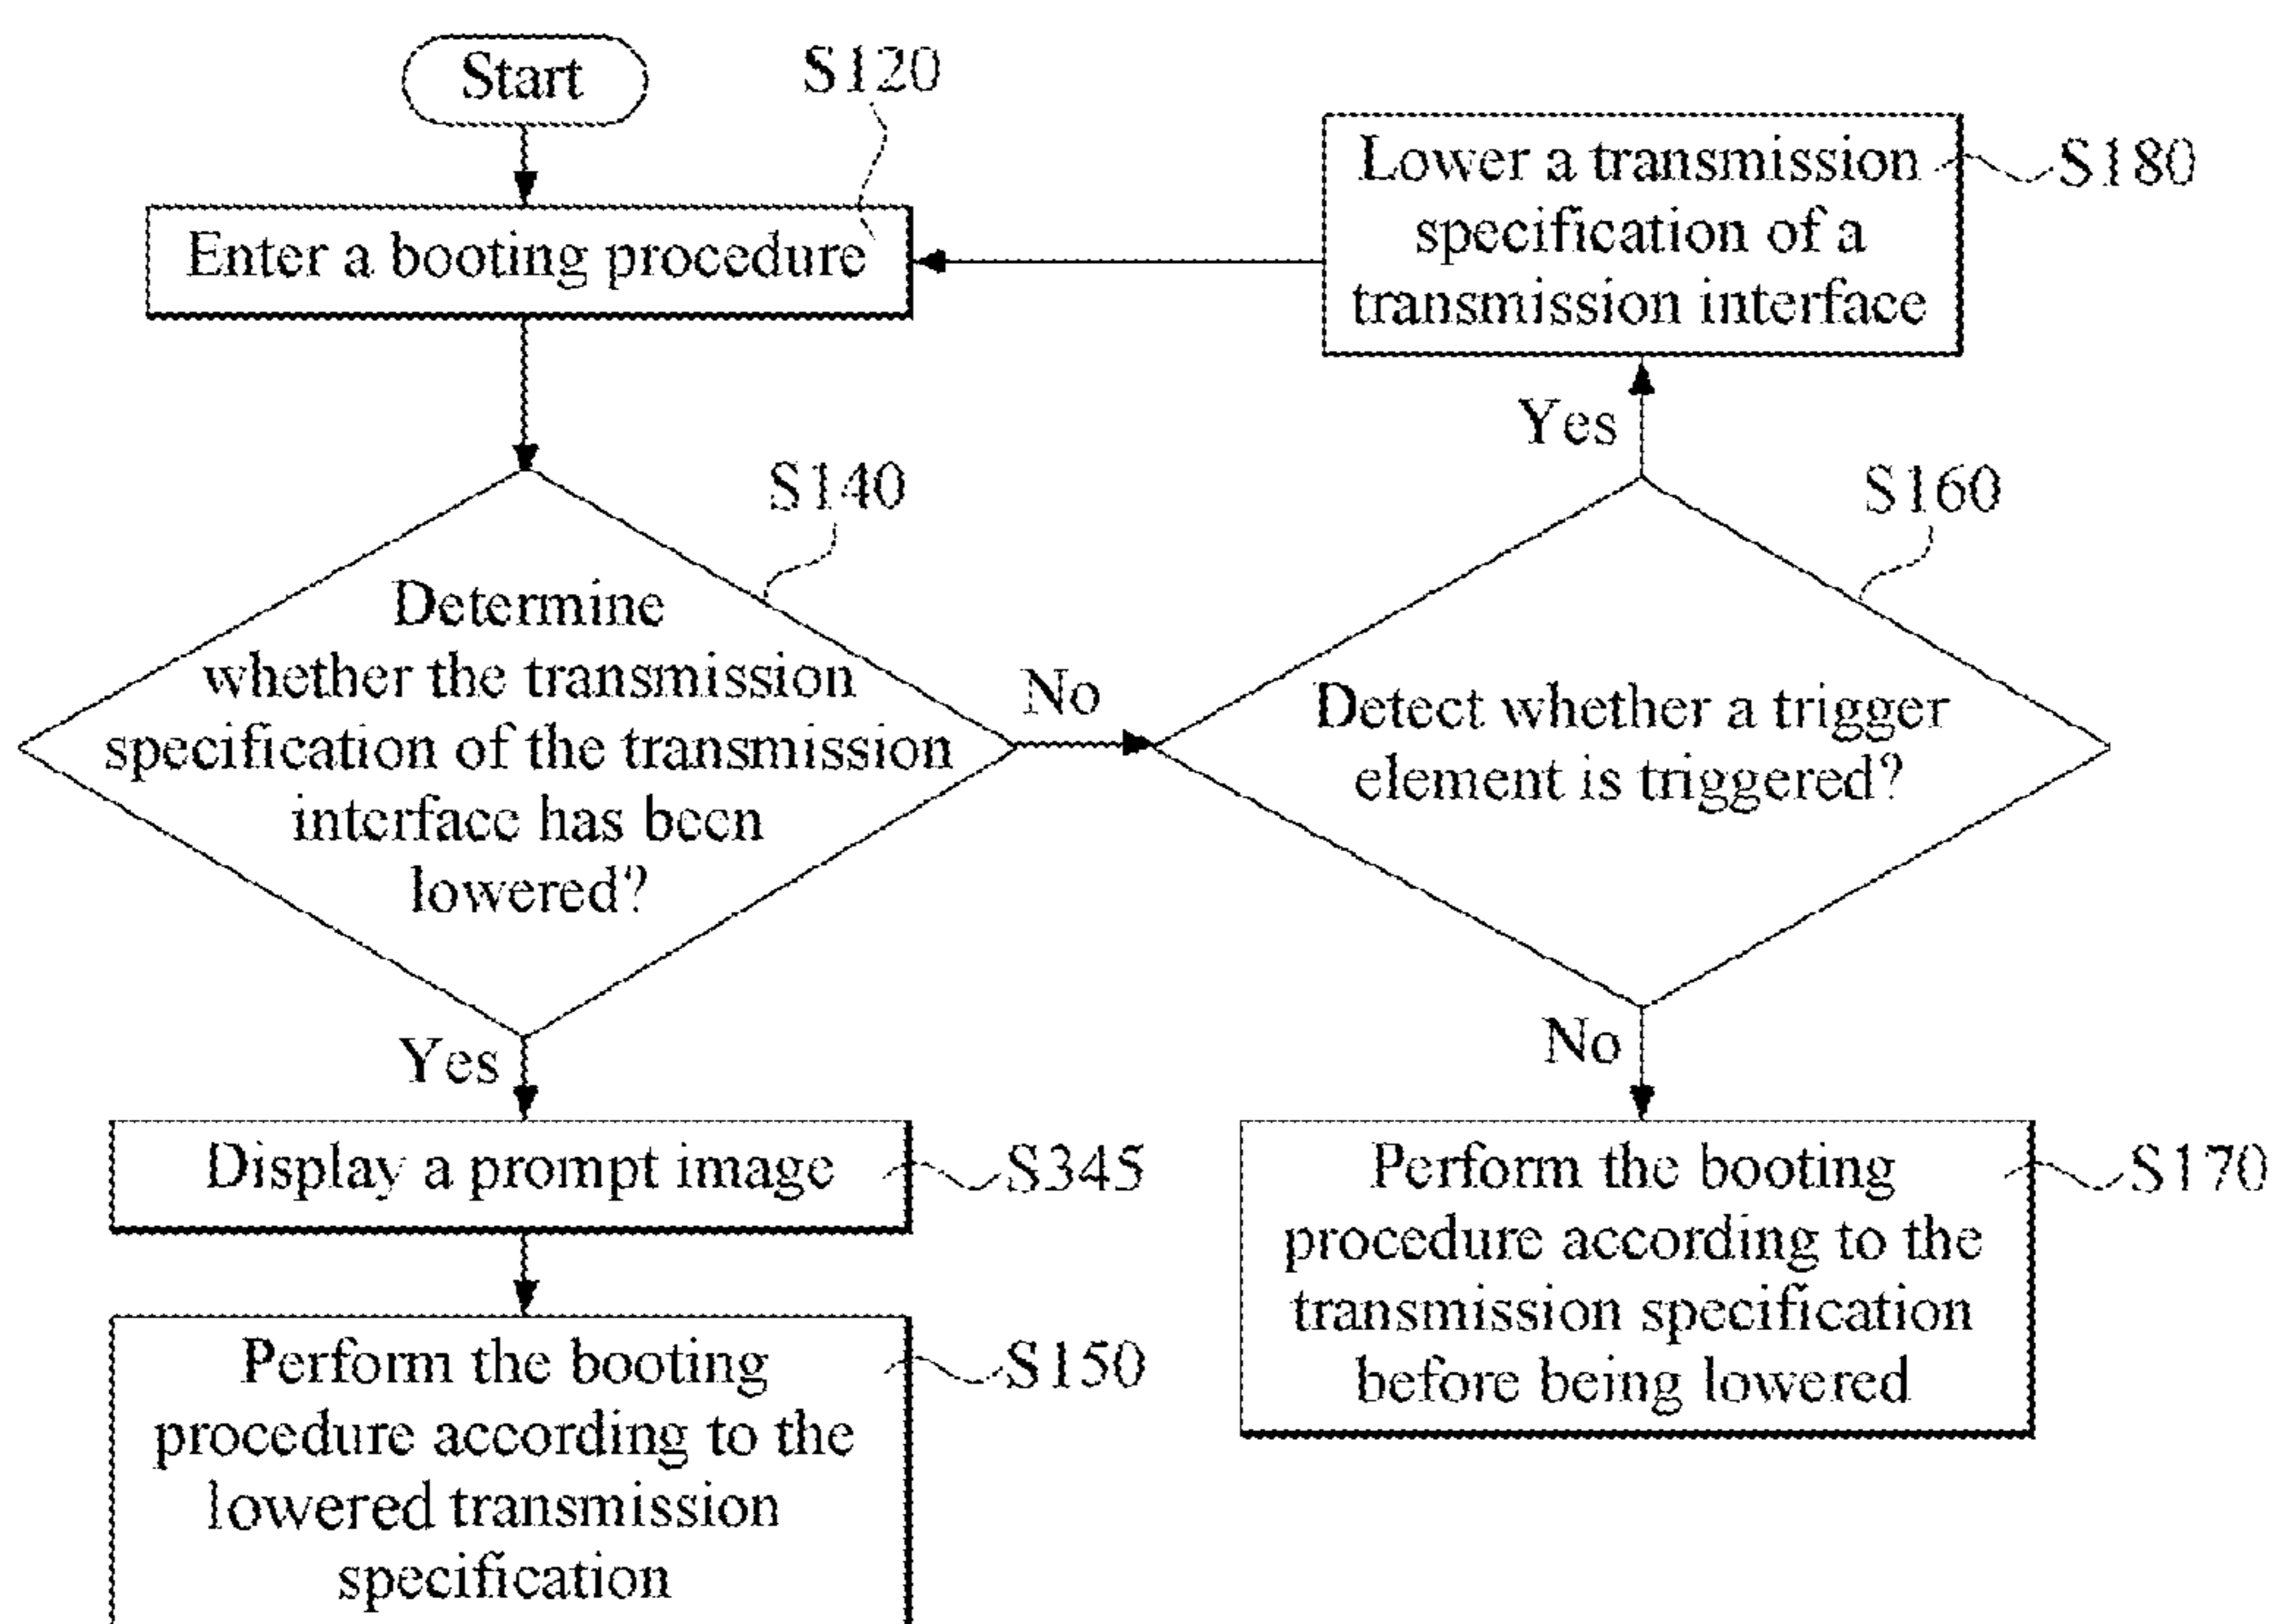 Start
S120
Enter a booting procedure
Lower a transmission
specification of a
transmission interface
S180
Yes
S140
S160
Determine
whether the transmission
specification of the transmission
interface has been
lowered?
No
Detect whether a trigger
element is triggered?
Yes
No
Display a prompt image
S345
Perform the booting
procedure according to the
transmission specification
before being lowered
S170
Perform the booting
procedure according to the
lowered transmission
specification
S150